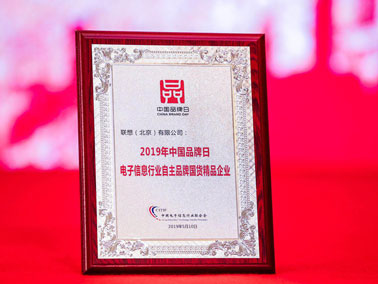 中国品牌日
CHINA BRAND DAY
联想（北京）有限公司：
2019年中国品牌日
电子信息行业自主品牌国货精品企业
中国电子信息行业联合会
2019年5月10日